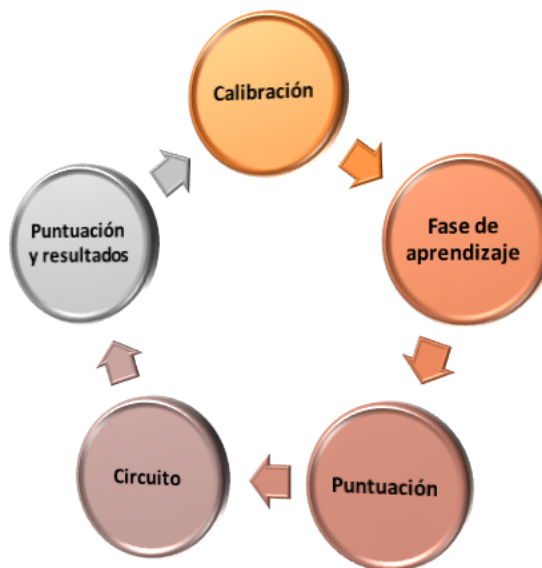 Calibración
Fase de
aprendizaje
Puntuación
Circuito
Puntuación
y resultados